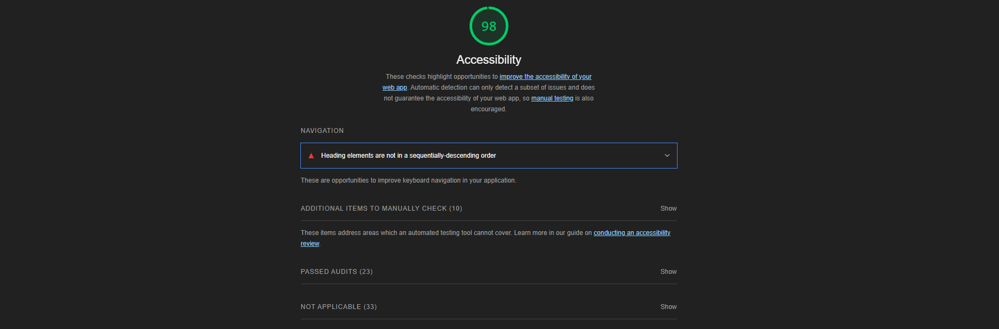 98
Accessibility
These checks highlight opportunities to improve the accessibility of your
web app. Automatic detection can only detect a subset of issues and does
not guarantee the accessibility of your web app, so manual testing is also
encouraged.
NAVIGATION
Heading elements are not in a sequentially-descending order
These are opportunities to improve keyboard navigation in your application.
ADDITIONAL ITEMS TO MANUALLY CHECK (10) Show
These items address areas which an automated testing tool cannot cover. Learn more in our guide on conducting an accessibility
review.
PASSED AUDITS (23) Show
NOT APPLICABLE (33) Show